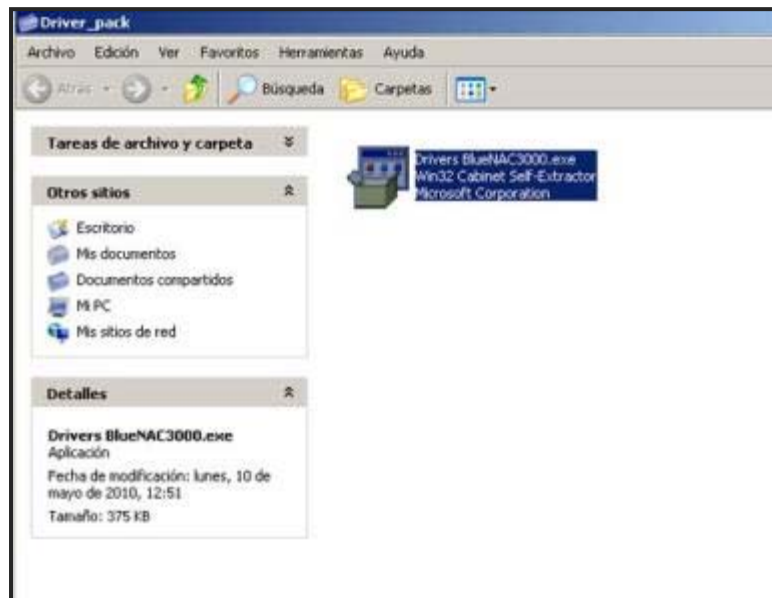 Driver_pack
Archivo Edición Ver Favoritos Herramientas Ayuda
Atrás Búsqueda Carpetas
Tareas de archivo y carpeta
Otros sitios
Escritorio
Mis documentos
Documentos compartidos
Mi PC
Mis sitios de red
Detalles
Drivers BlueNAC3000.exe
Aplicación
Fecha de modificación: lunes, 10 de
mayo de 2010, 12:51
Tamaño: 375 KB
Drivers BlueNAC3000.exe
Win32 Cabinet Self-Extractor
Microsoft Corporation